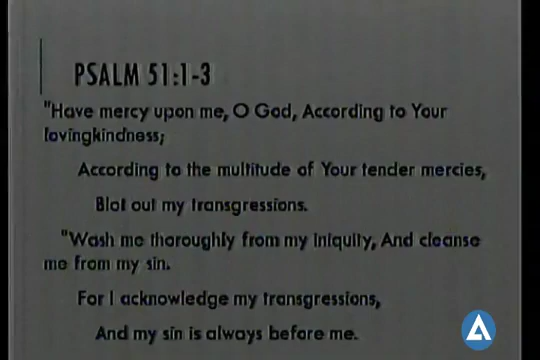 PSALM 51:1-3
"Have mercy upon me, O God, According to Your
lovingkindness;
According to the multitude of Your tender mercies,
Blot out my transgressions.
"Wash me thoroughly from my iniquity, And cleanse
me from my sin.
For I acknowledge my transgressions,
And my sin is always before me.